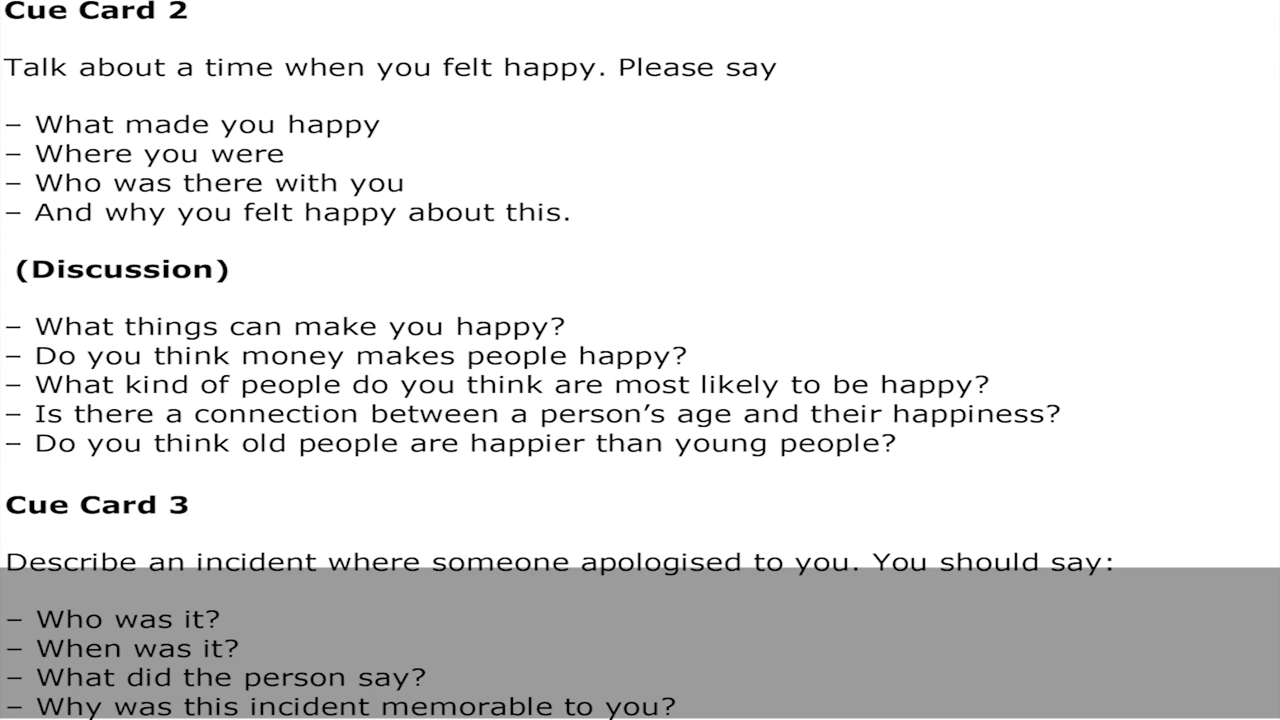 Cue Card 2
Talk about a time when you felt happy. Please say
– What made you happy
– Where you were
– Who was there with you
– And why you felt happy about this.
(Discussion)
– What things can make you happy?
– Do you think money makes people happy?
– What kind of people do you think are most likely to be happy?
– Is there a connection between a person’s age and their happiness?
– Do you think old people are happier than young people?
Cue Card 3
Describe an incident where someone apologised to you. You should say:
– Who was it?
– When was it?
– What did the person say?
– Why was this incident memorable to you?